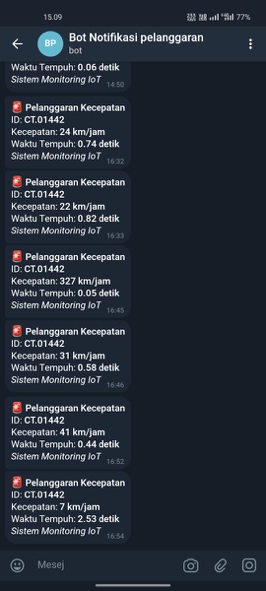 15.09
77%
BP
Bot Notifikasi pelanggaran
bot
Waktu Tempuh: 0.06 detik
Sistem Monitoring IoT
14:50
Pelanggaran Kecepatan
ID: CT.01442
Kecepatan: 24 km/jam
Waktu Tempuh: 0.74 detik
Sistem Monitoring IoT
16:32
Pelanggaran Kecepatan
ID: CT.01442
Kecepatan: 22 km/jam
Waktu Tempuh: 0.82 detik
Sistem Monitoring IoT
16:33
Pelanggaran Kecepatan
ID: CT.01442
Kecepatan: 327 km/jam
Waktu Tempuh: 0.05 detik
Sistem Monitoring IoT
16:45
Pelanggaran Kecepatan
ID: CT.01442
Kecepatan: 31 km/jam
Waktu Tempuh: 0.58 detik
Sistem Monitoring IoT
16:46
Pelanggaran Kecepatan
ID: CT.01442
Kecepatan: 41 km/jam
Waktu Tempuh: 0.44 detik
Sistem Monitoring IoT
16:52
Pelanggaran Kecepatan
ID: CT.01442
Kecepatan: 7 km/jam
Waktu Tempuh: 2.53 detik
Sistem Monitoring IoT
16:54
Mesej